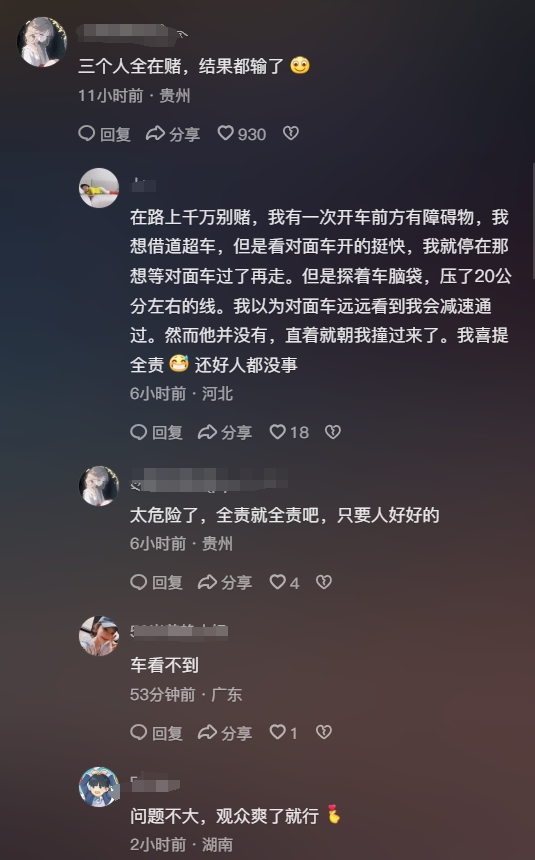 三个人全在赌，结果都输了
11小时前 · 贵州
回复 分享 930
在路上千万别赌，我有一次开车前方有障碍物，我
想借道超车，但是看对面车开的挺快，我就停在那
想等对面车过了再走。但是探着车脑袋，压了20公
分左右的线。我以为对面车远远看到我会减速通
过。然而他并没有，直着就朝我撞过来了。我喜提
全责 😅 还好人都没事
6小时前 · 河北
回复 分享 18
太危险了，全责就全责吧，只要人好好的
6小时前 · 贵州
回复 分享 4
车看不到
53分钟前 · 广东
回复 分享 1
问题不大，观众爽了就行
2小时前 · 湖南